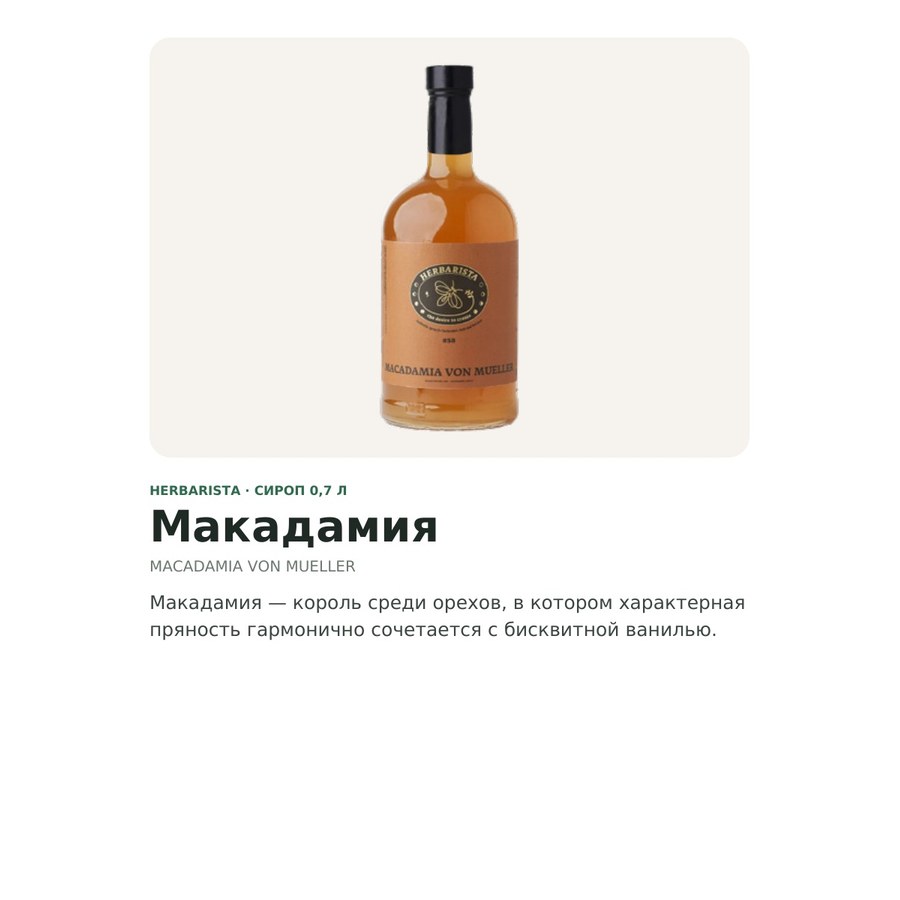 HERBARISTA
MACADAMIA VON MUELLER
HERBARISTA · СИРОП 0,7 Л
Макадамия
MACADAMIA VON MUELLER
Макадамия — король среди орехов, в котором характерная
пряность гармонично сочетается с бисквитной ванилью.